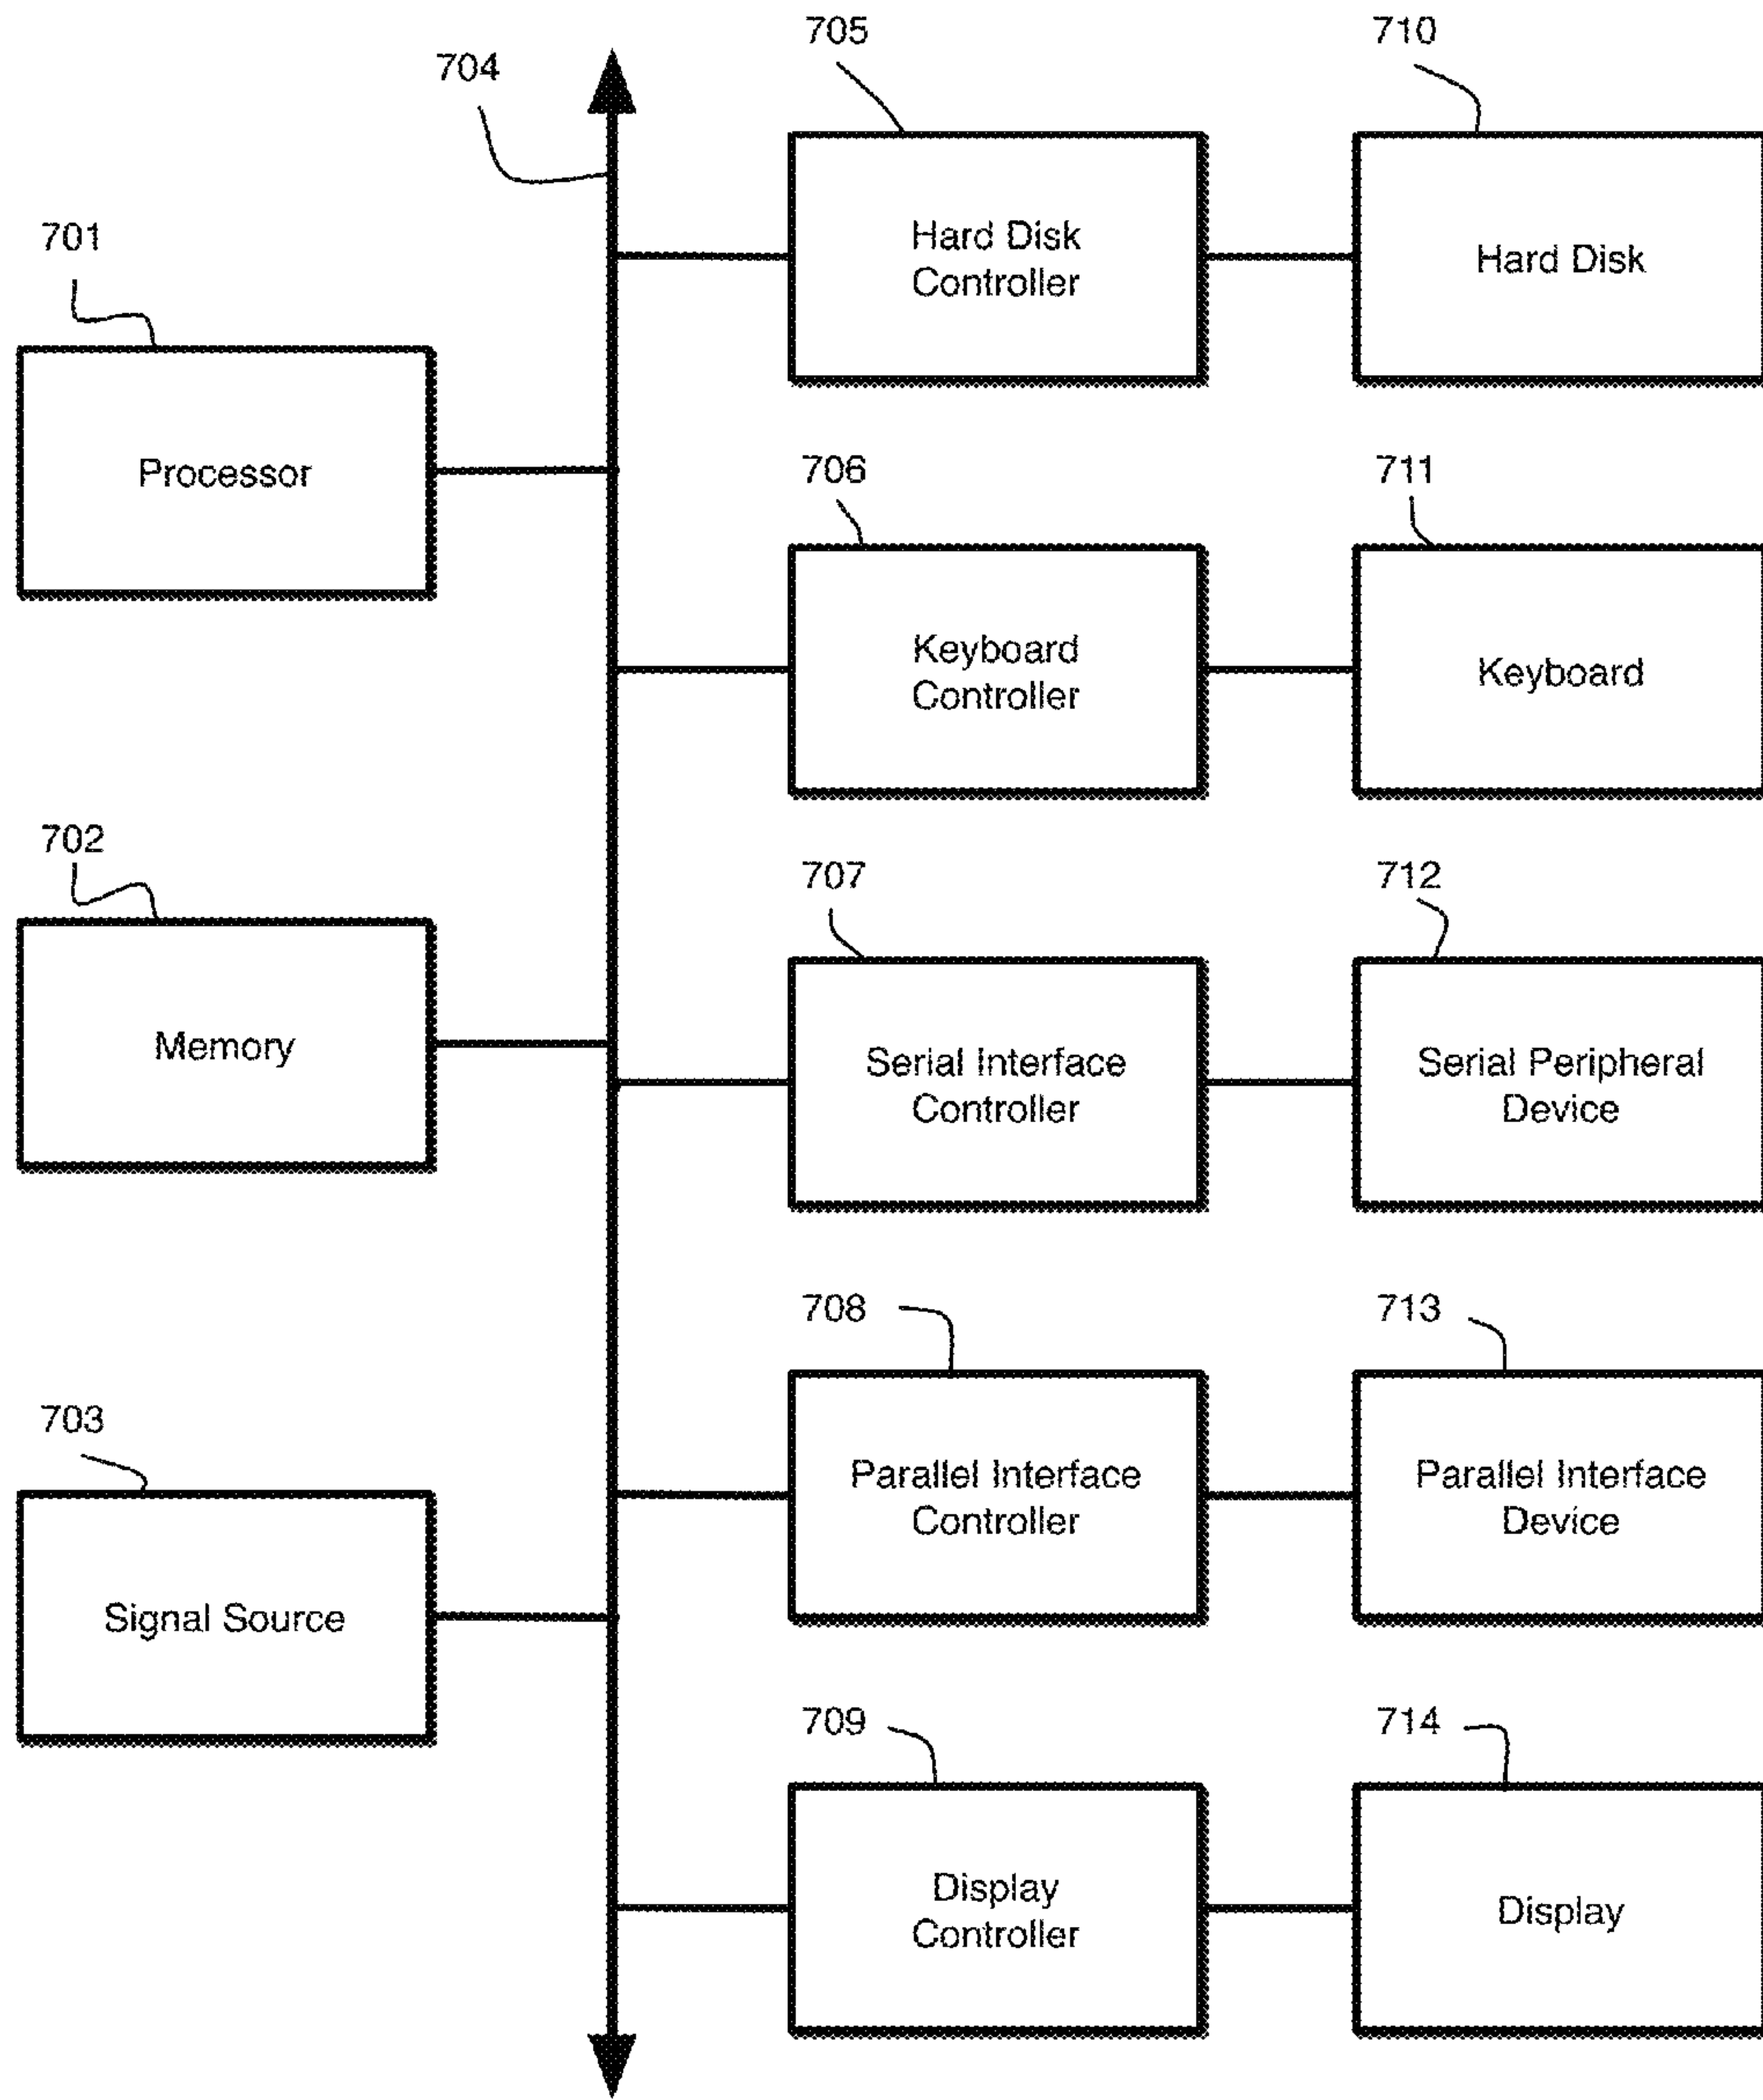 705
710
704
Hard Disk
Controller
Hard Disk
701
Processor
706
711
Keyboard
Controller
Keyboard
702
Memory
707
712
Serial Interface
Controller
Serial Peripheral
Device
708
713
Parallel Interface
Controller
Parallel Interface
Device
703
Signal Source
709
714
Display
Controller
Display